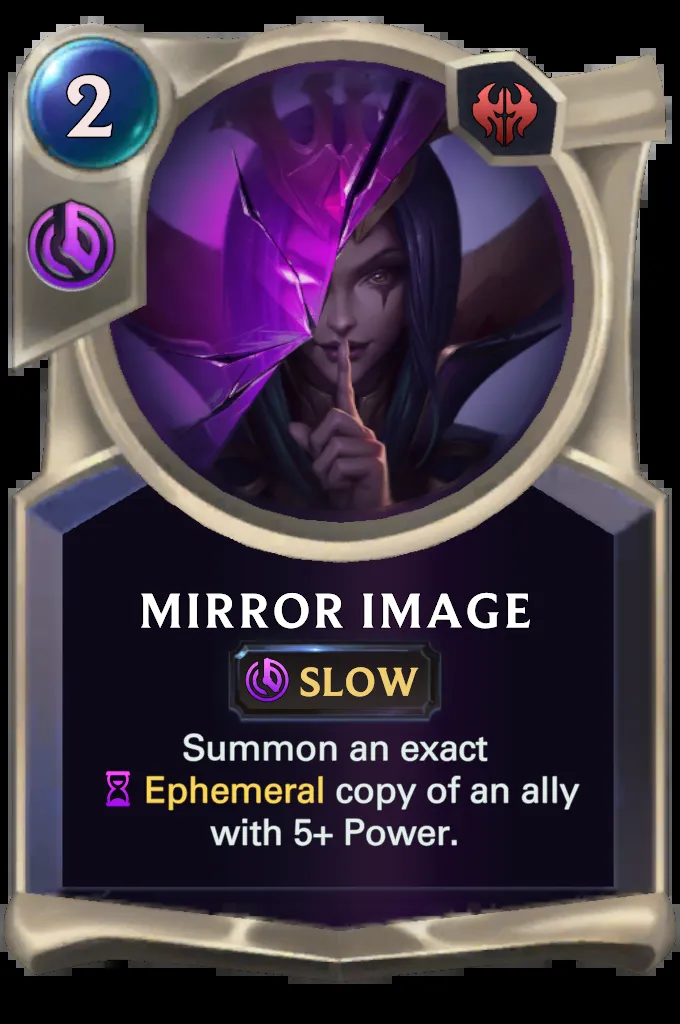 2
MIRROR IMAGE
SLOW
Summon an exact
Ephemeral copy of an ally
with 5+ Power.